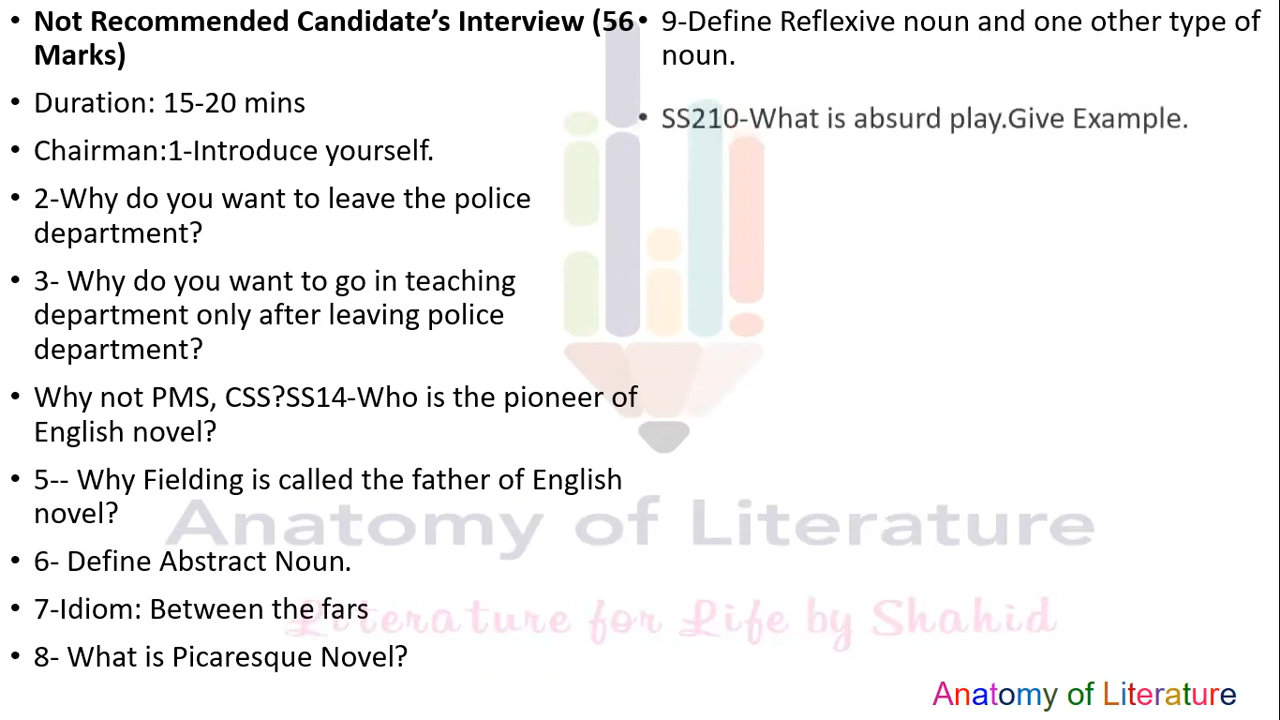 Not Recommended Candidate’s Interview (56
Marks)
Duration: 15-20 mins
Chairman:1-Introduce yourself.
2-Why do you want to leave the police
department?
3- Why do you want to go in teaching
department only after leaving police
department?
Why not PMS, CSS?SS14-Who is the pioneer of
English novel?
5-- Why Fielding is called the father of English
novel?
6- Define Abstract Noun.
7-Idiom: Between the fars
8- What is Picaresque Novel?
9-Define Reflexive noun and one other type of
noun.
SS210-What is absurd play.Give Example.
Anatomy of Literature
Literature for Life by Shahid
Anatomy of Literature